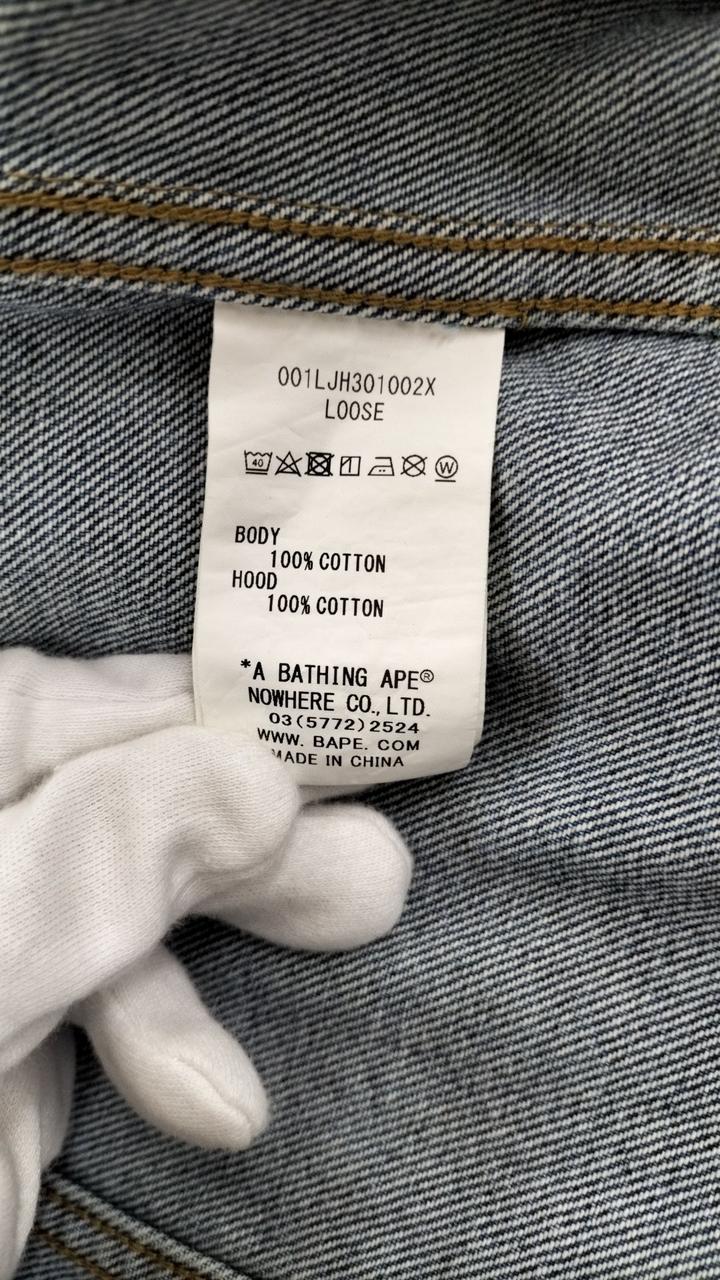 001LJH301002X
LOOSE
40
W
BODY
100% COTTON
HOOD
100% COTTON
*A BATHING APE®
NOWHERE CO., LTD.
03(5772)2524
WWW. BAPE. COM
MADE IN CHINA